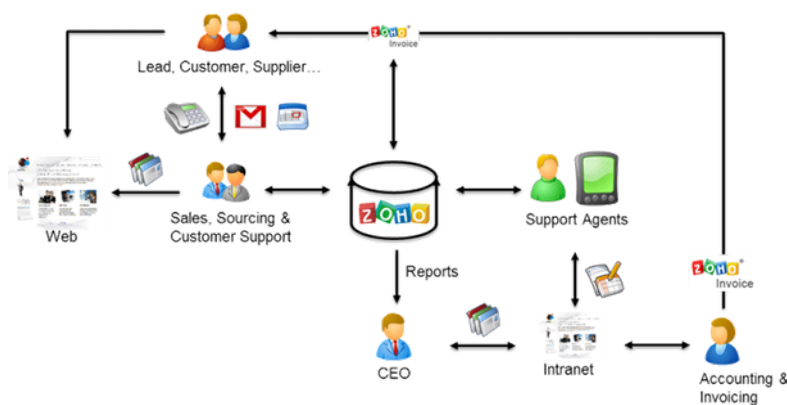 ZOHO
Invoice
Lead, Customer, Supplier...
Web
Sales, Sourcing &
Customer Support
ZOHO
Support Agents
Reports
ZOHO
Invoice
CEO
Intranet
Accounting &
Invoicing